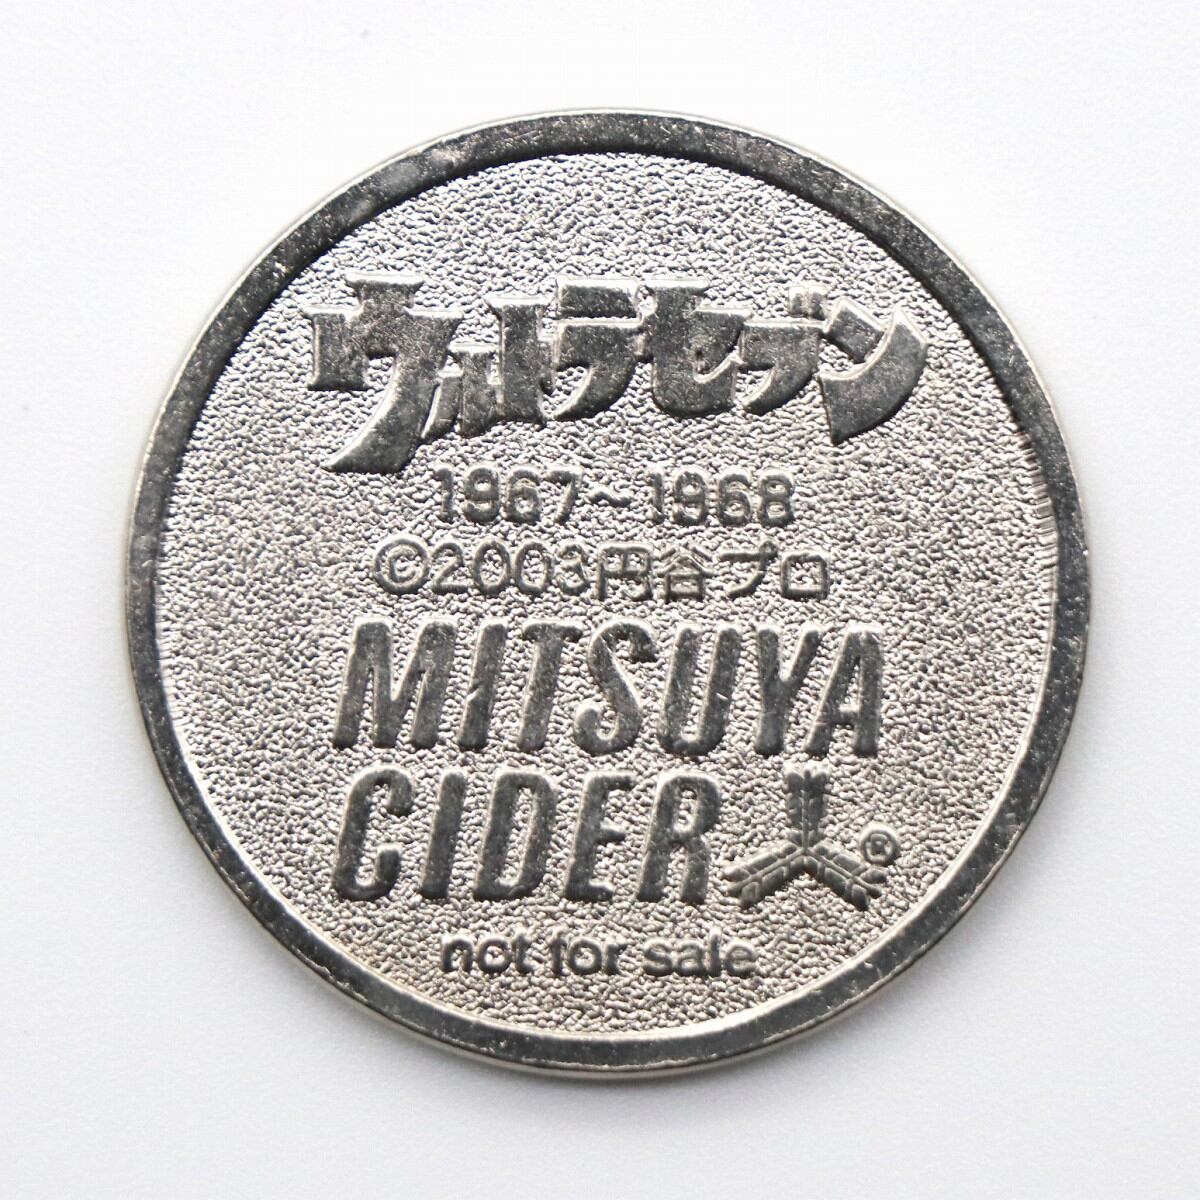 ウルトラセブン
1967~1968
©2003円谷プロ
MITSUYA
CIDER ®
not for sale